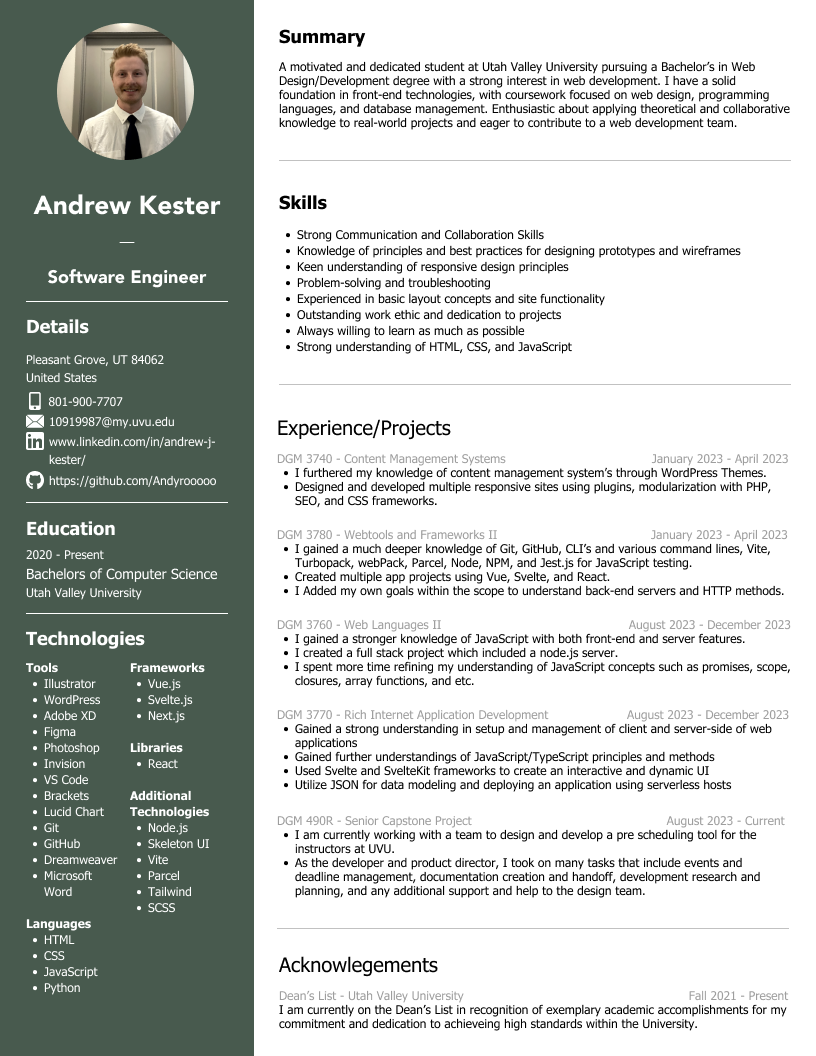 Andrew Kester
—
Software Engineer
Details
Pleasant Grove, UT 84062
United States
801-900-7707
10919987@my.uvu.edu
in
www.linkedin.com/in/andrew-j-
kester/
https://github.com/Andyrooooo
Education
2020 - Present
Bachelors of Computer Science
Utah Valley University
Technologies
Tools
• Illustrator
• WordPress
• Adobe XD
• Figma
• Photoshop
• Invision
• VS Code
• Brackets
• Lucid Chart
• Git
• GitHub
• Dreamweaver
• Microsoft
Word
Languages
• HTML
• CSS
• JavaScript
• Python
Frameworks
• Vue.js
• Svelte.js
• Next.js
Libraries
• React
Additional
Technologies
• Node.js
• Skeleton UI
• Vite
• Parcel
• Tailwind
• SCSS
Summary
A motivated and dedicated student at Utah Valley University pursuing a Bachelor's in Web
Design/Development degree with a strong interest in web development. I have a solid
foundation in front-end technologies, with coursework focused on web design, programming
languages, and database management. Enthusiastic about applying theoretical and collaborative
knowledge to real-world projects and eager to contribute to a web development team.
Skills
• Strong Communication and Collaboration Skills
• Knowledge of principles and best practices for designing prototypes and wireframes
• Keen understanding of responsive design principles
• Problem-solving and troubleshooting
• Experienced in basic layout concepts and site functionality
• Outstanding work ethic and dedication to projects
• Always willing to learn as much as possible
• Strong understanding of HTML, CSS, and JavaScript
Experience/Projects
DGM 3740 - Content Management Systems January 2023 - April 2023
• I furthered my knowledge of content management system's through WordPress Themes.
• Designed and developed multiple responsive sites using plugins, modularization with PHP,
SEO, and CSS frameworks.
DGM 3780 - Webtools and Frameworks II January 2023 - April 2023
• I gained a much deeper knowledge of Git, GitHub, CLI's and various command lines, Vite,
Turbopack, webPack, Parcel, Node, NPM, and Jest.js for JavaScript testing.
• Created multiple app projects using Vue, Svelte, and React.
• I Added my own goals within the scope to understand back-end servers and HTTP methods.
DGM 3760 - Web Languages II August 2023 - December 2023
• I gained a stronger knowledge of JavaScript with both front-end and server features.
• I created a full stack project which included a node.js server.
• I spent more time refining my understanding of JavaScript concepts such as promises, scope,
closures, array functions, and etc.
DGM 3770 - Rich Internet Application Development August 2023 - December 2023
• Gained a strong understanding in setup and management of client and server-side of web
applications
• Gained further understandings of JavaScript/TypeScript principles and methods
• Used Svelte and SvelteKit frameworks to create an interactive and dynamic UI
• Utilize JSON for data modeling and deploying an application using serverless hosts
DGM 490R - Senior Capstone Project August 2023 - Current
• I am currently working with a team to design and develop a pre scheduling tool for the
instructors at UVU.
• As the developer and product director, I took on many tasks that include events and
deadline management, documentation creation and handoff, development research and
planning, and any additional support and help to the design team.
Acknowlegements
Dean's List - Utah Valley University Fall 2021 - Present
I am currently on the Dean's List in recognition of exemplary academic accomplishments for my
commitment and dedication to achieveing high standards within the University.